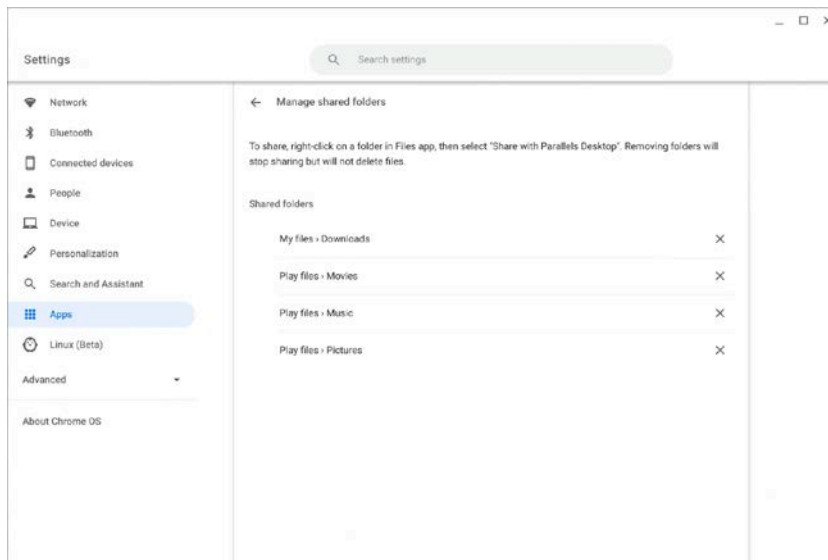 Settings
Search settings
Network
Bluetooth
Connected devices
People
Device
Personalization
Search and Assistant
Apps
Linux (Beta)
Advanced
About Chrome OS
Manage shared folders
To share, right-click on a folder in Files app, then select "Share with Parallels Desktop". Removing folders will
stop sharing but will not delete files.
Shared folders
My files › Downloads
Play files › Movies
Play files › Music
Play files › Pictures